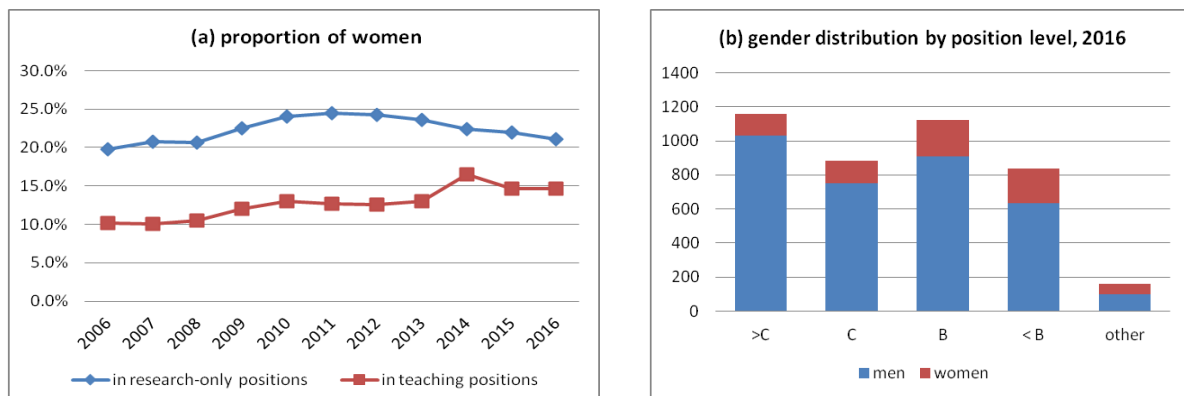 (a) proportion of women
30.0%
25.0%
20.0%
15.0%
10.0%
5.0%
0.0%
2006 2007 2008 2009 2010 2011 2012 2013 2014 2015 2016
in research-only positions in teaching positions
(b) gender distribution by position level, 2016
1400
1200
1000
800
600
400
200
0
>C C B < B other
men women